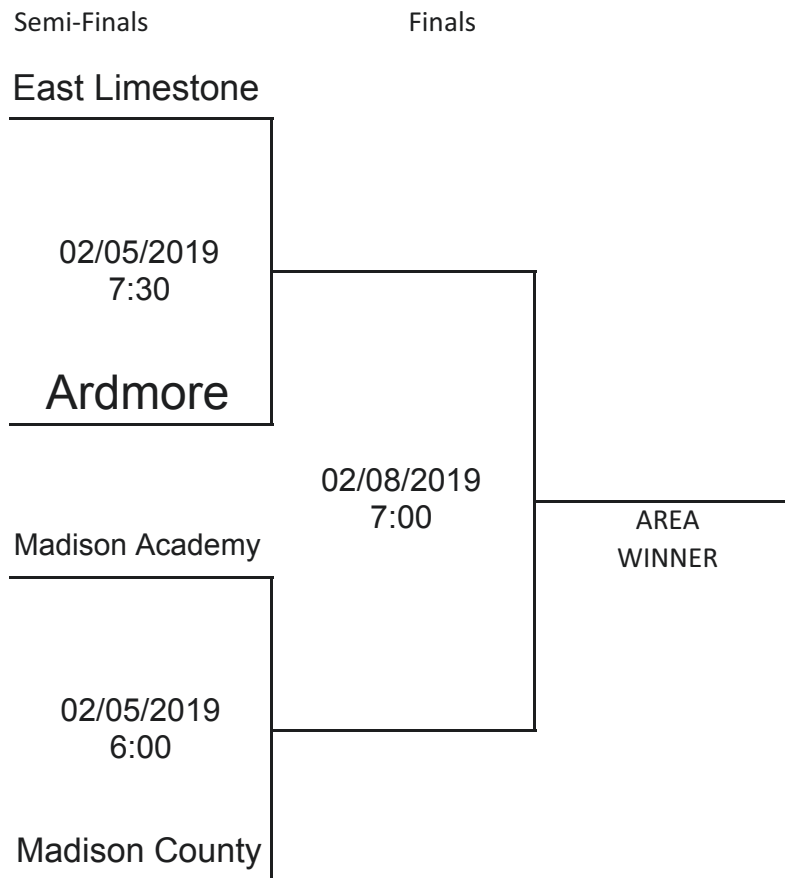 Semi-Finals
Finals
East Limestone
02/05/2019
7:30
Ardmore
02/08/2019
7:00
AREA
WINNER
Madison Academy
02/05/2019
6:00
Madison County